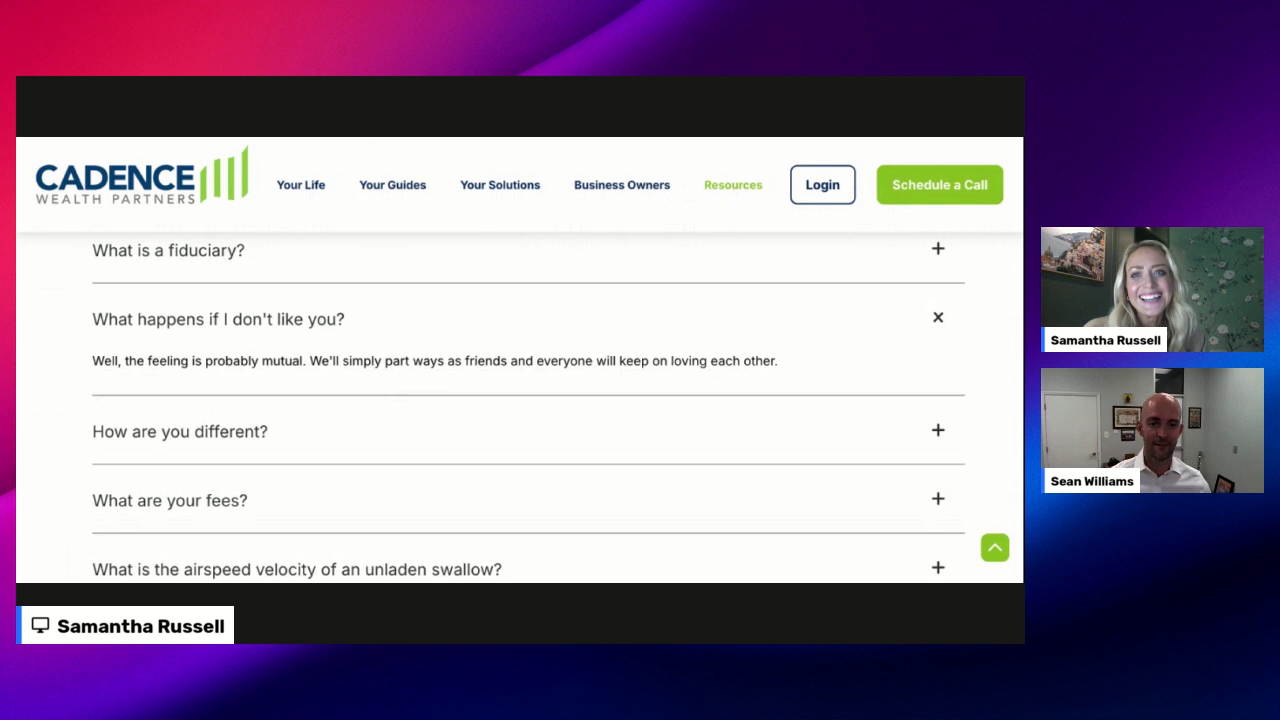 CADENCE
WEALTH PARTNERS
Your Life
Your Guides
Your Solutions
Business Owners
Resources
Login
Schedule a Call
What is a fiduciary?
What happens if I don't like you?
Well, the feeling is probably mutual. We'll simply part ways as friends and everyone will keep on loving each other.
How are you different?
What are your fees?
What is the airspeed velocity of an unladen swallow?
Samantha Russell
Samantha Russell
Sean Williams